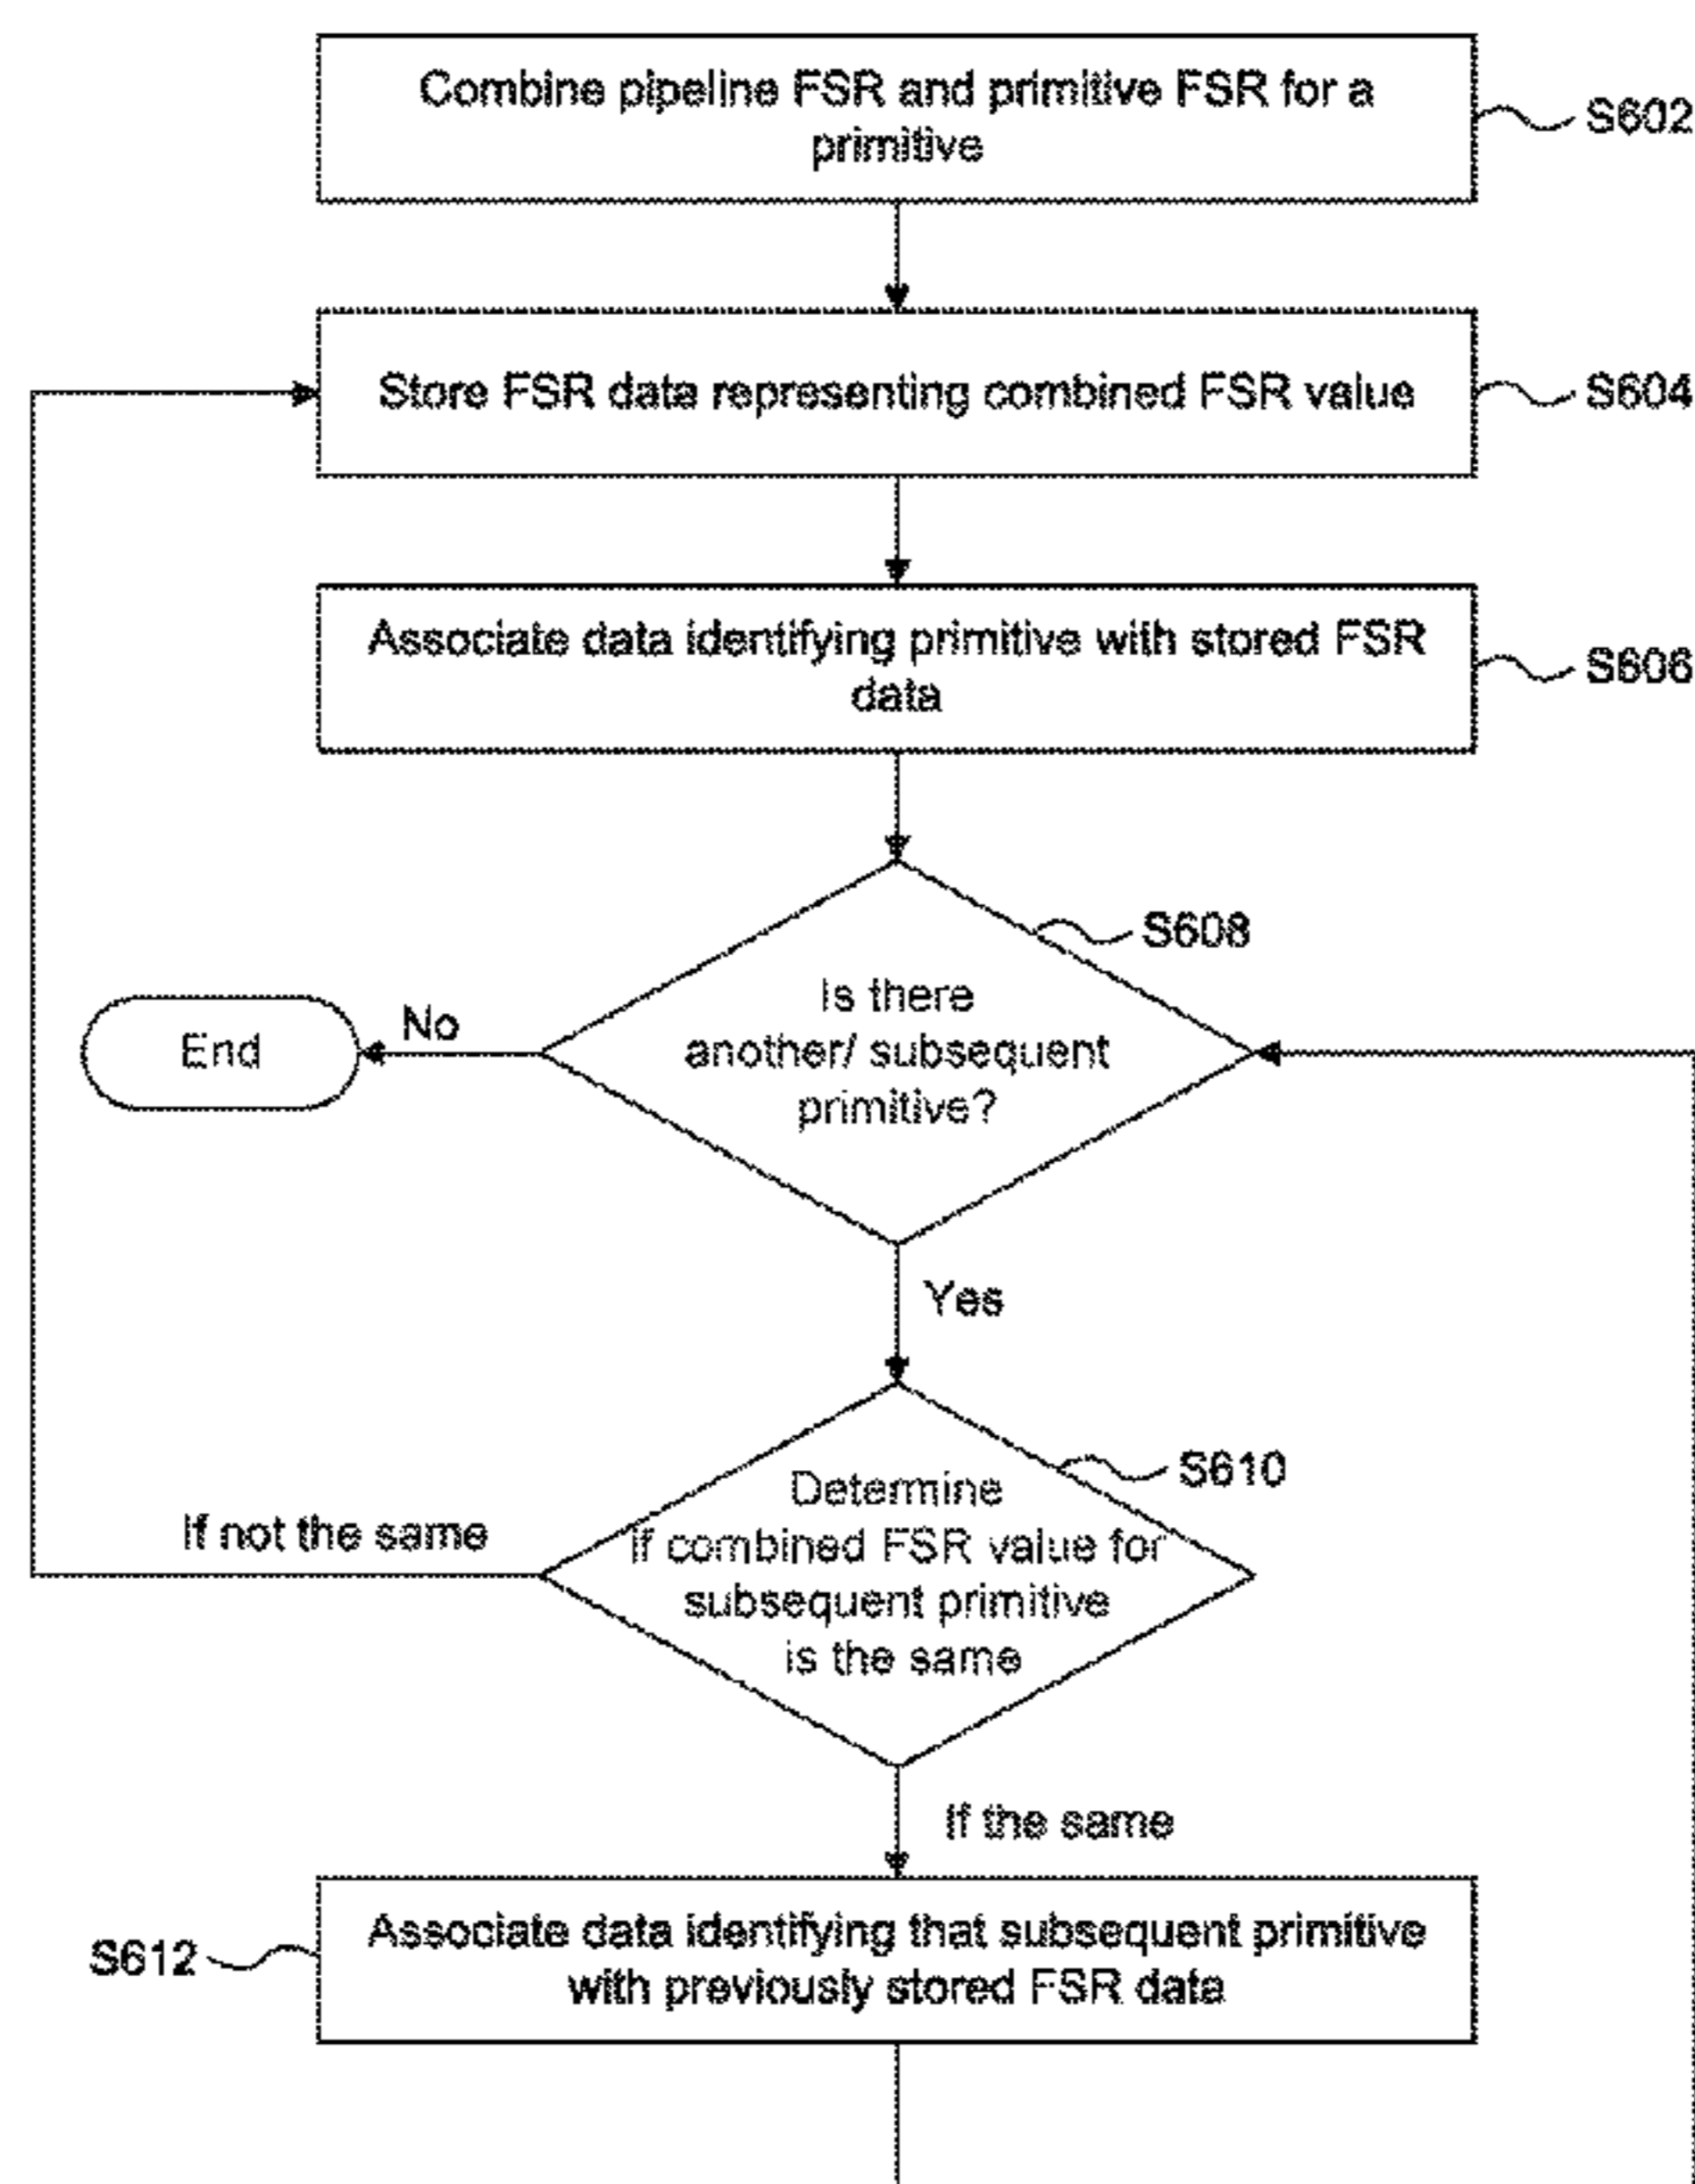 Combine pipeline FSR and primitive FSR for a
primitive
S602
Store FSR data representing combined FSR value
S604
Associate data identifying primitive with stored FSR
data
S606
S608
Is there
another/ subsequent
primitive?
No
End
Yes
S610
Determine
if combined FSR value for
subsequent primitive
is the same
If not the same
If the same
Associate data identifying that subsequent primitive
with previously stored FSR data
S612